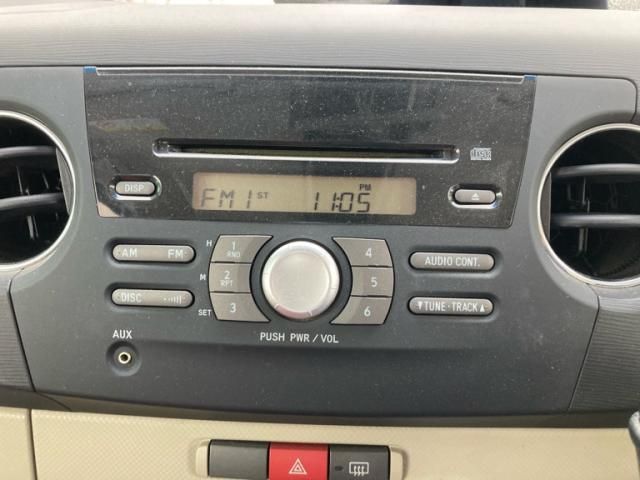 DISP
FM1 ST
PM
11:05
AM FM
DISC
H
M
SET
1
RND
2
RPT
3
4
5
6
AUDIO CONT.
▼TUNE·TRACK▲
AUX
PUSH PWR/VOL